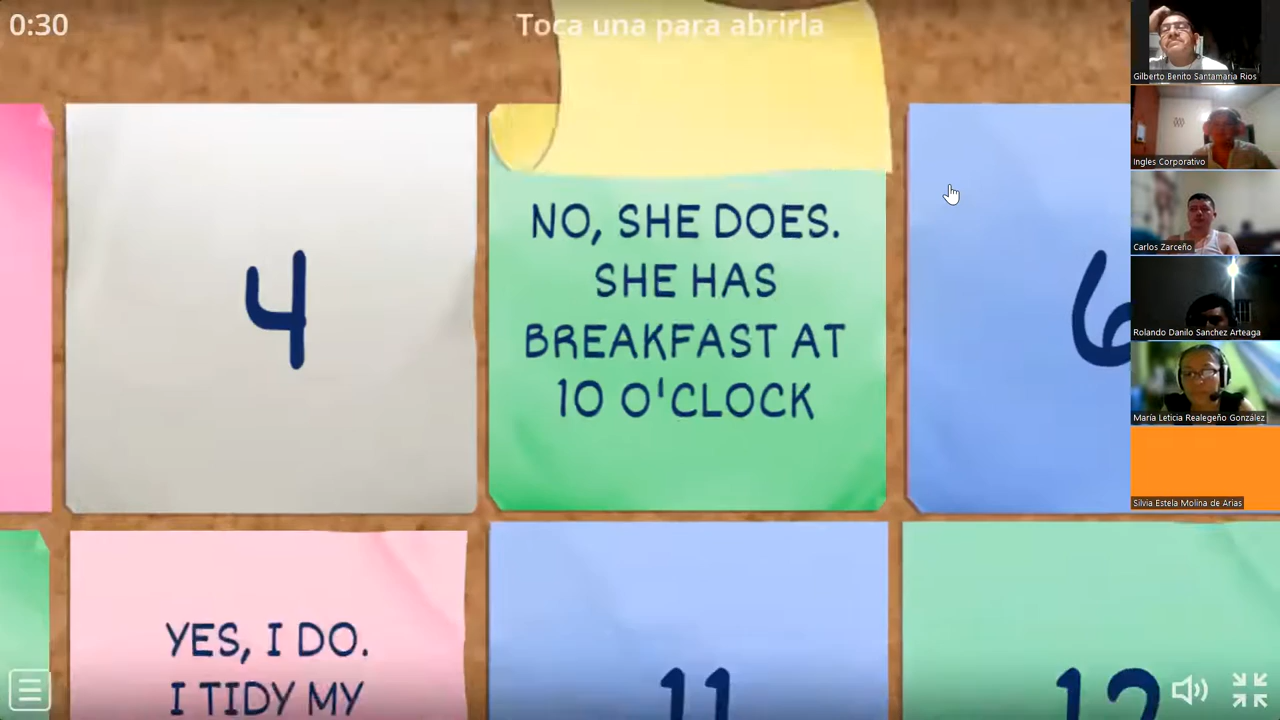 0:30
Toca una para abrirla
4
NO, SHE DOES.
SHE HAS
BREAKFAST AT
10 O'CLOCK
6
YES, I DO.
I TIDY MY
11
12
Gilberto Benito Santamaria Rios
Ingles Corporativo
Carlos Zarceño
Rolando Danilo Sanchez Arteaga
María Leticia Realegeño González
Silvia Estela Molina de Arias